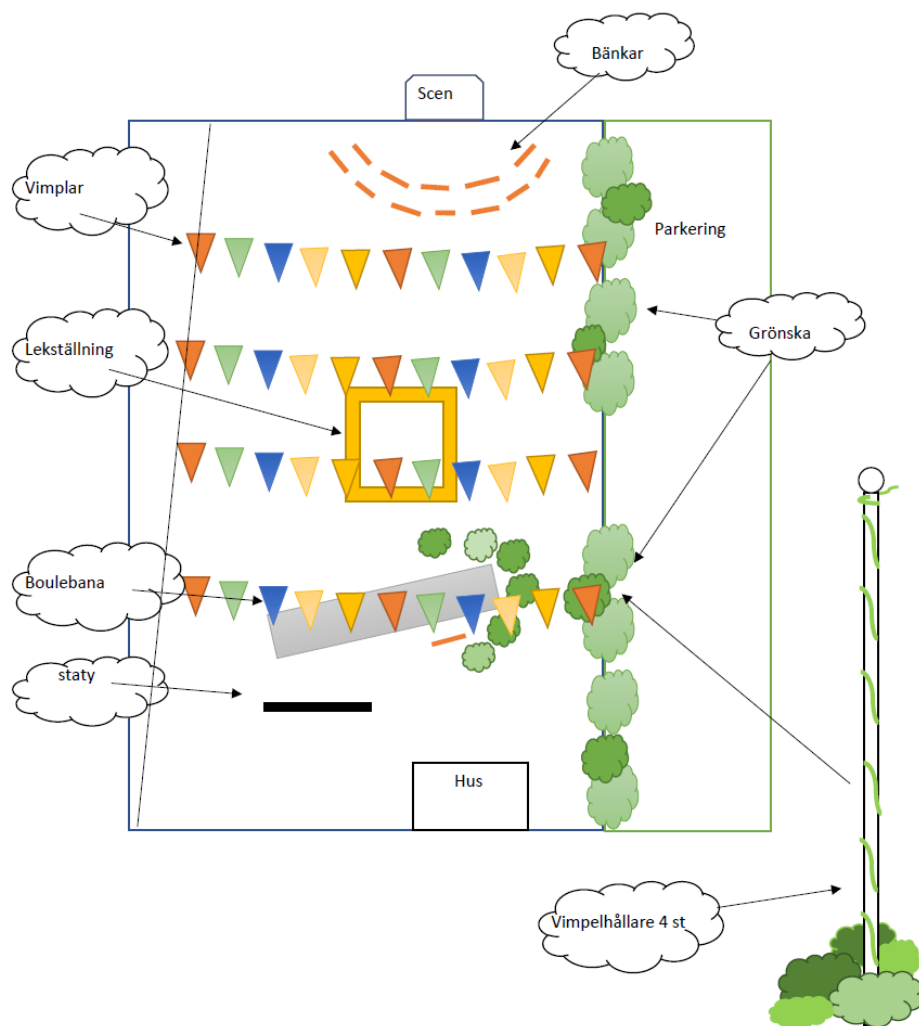 Bänkar
Scen
Vimplar
Parkering
Lekställning
Grönska
Boulebana
staty
Hus
Vimpelhållare 4 st